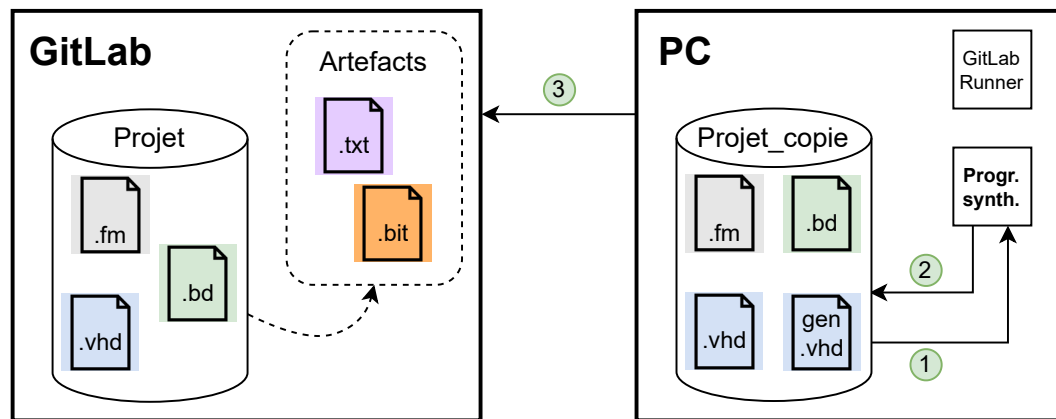 GitLab
Artefacts
.txt
.bit
Projet
.fm
.bd
.vhd
3
PC
GitLab
Runner
Projet_copie
.fm
.bd
.vhd
gen
.vhd
Progr.
synth.
2
1